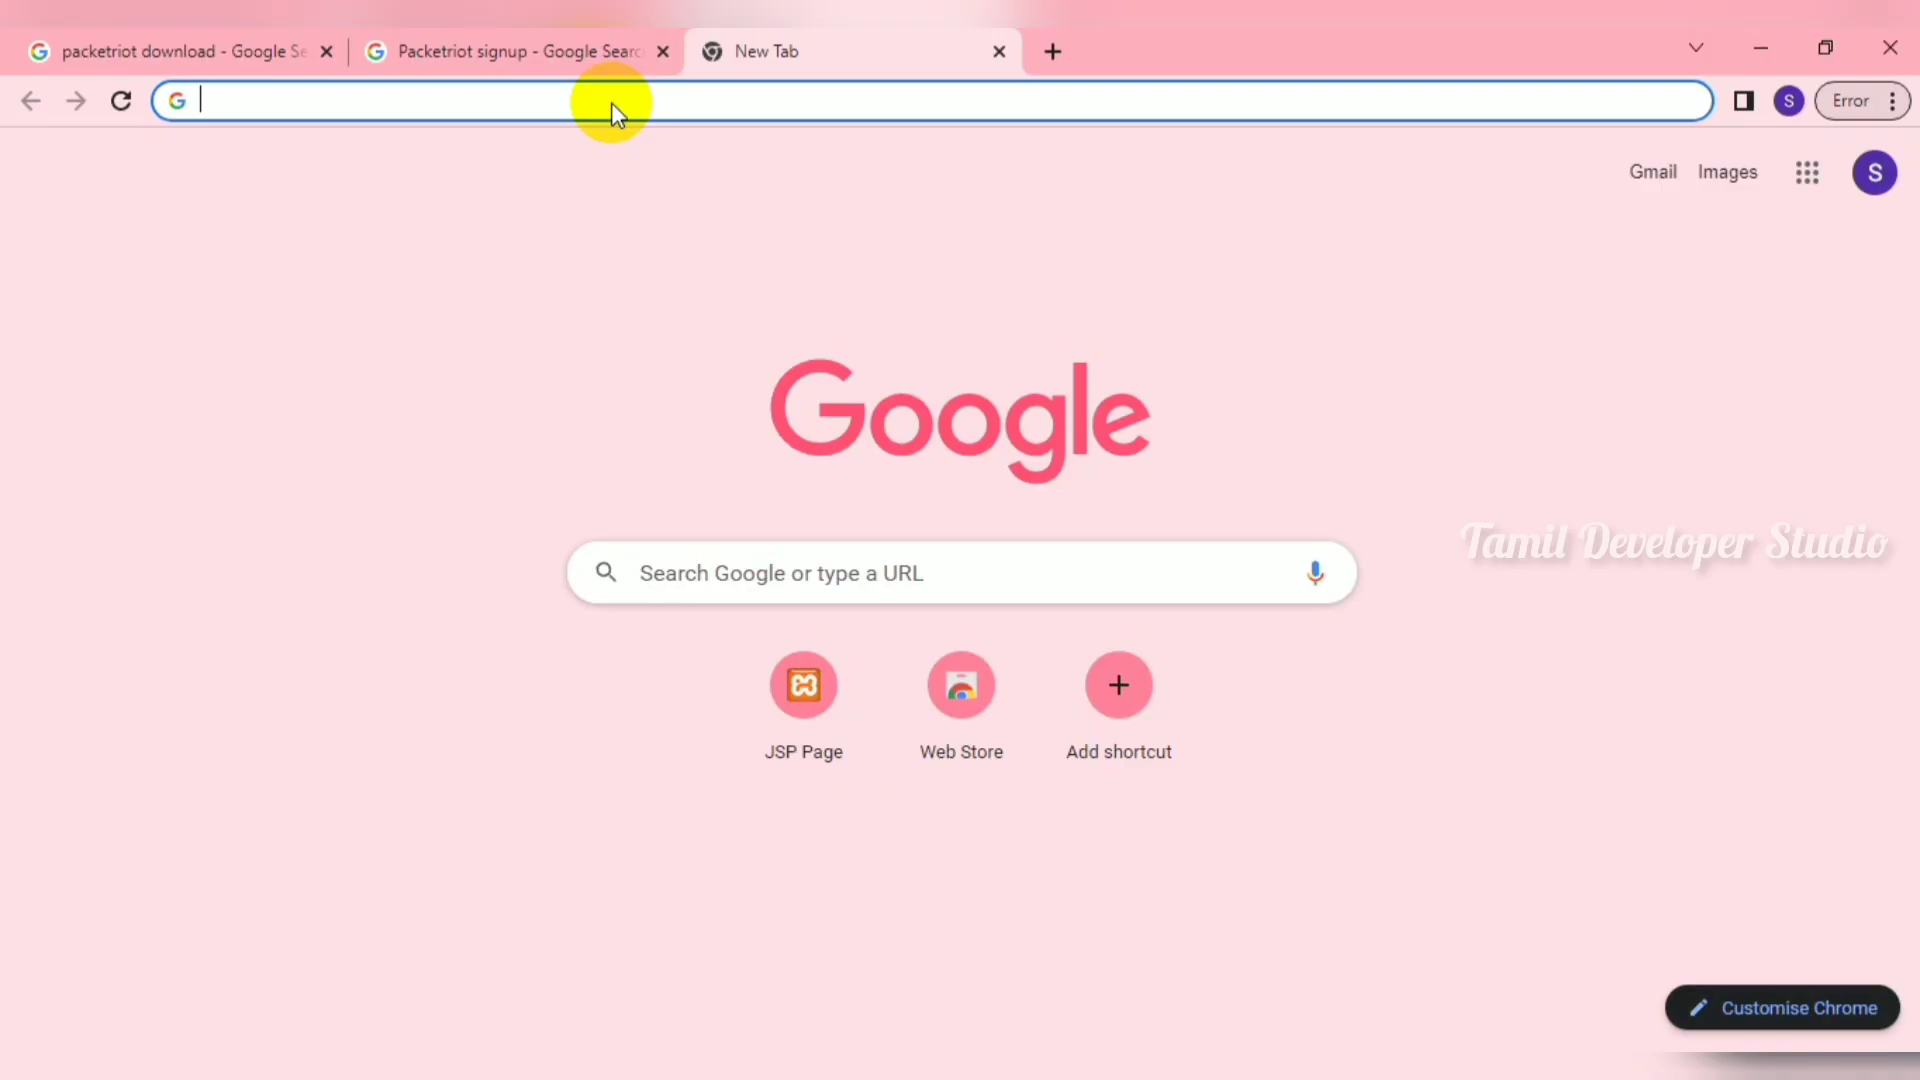 packetriot download - Google Se
Packetriot signup - Google Searc
New Tab
S
Error
Gmail
Images
S
Google
Tamil Developer Studio
Search Google or type a URL
JSP Page
Web Store
Add shortcut
Customise Chrome